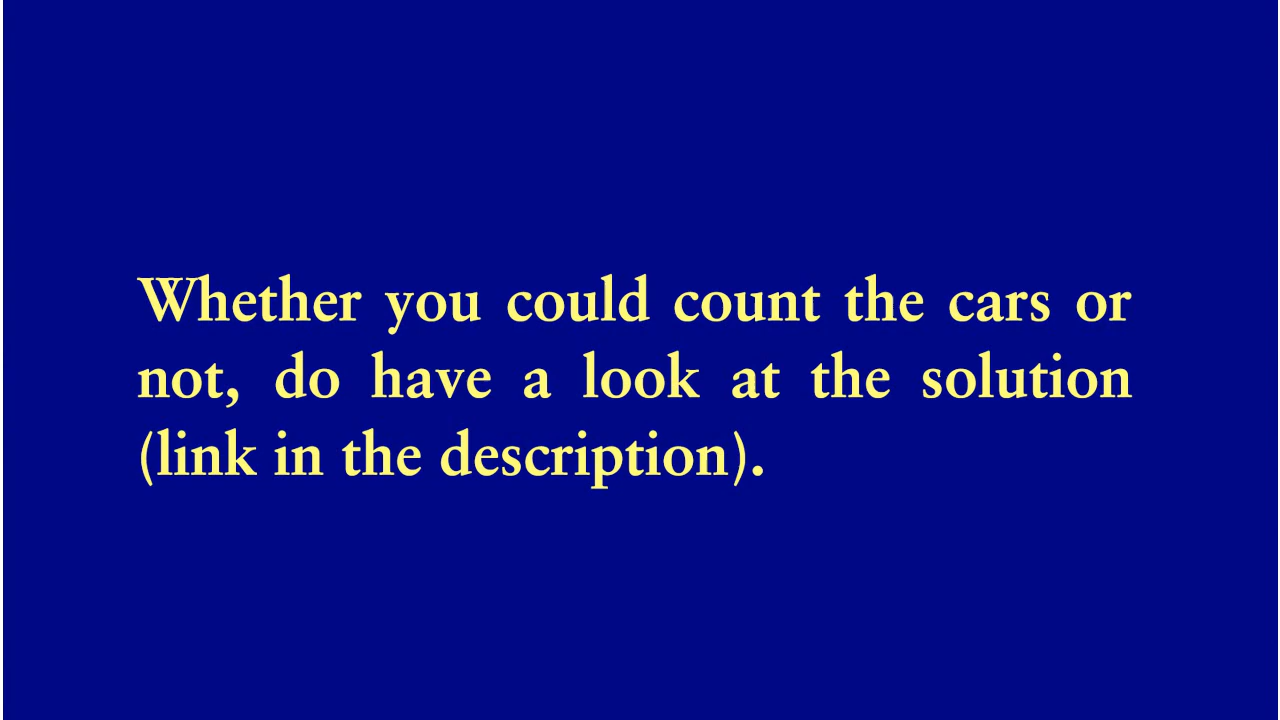 Whether you could count the cars or
not, do have a look at the solution
(link in the description).